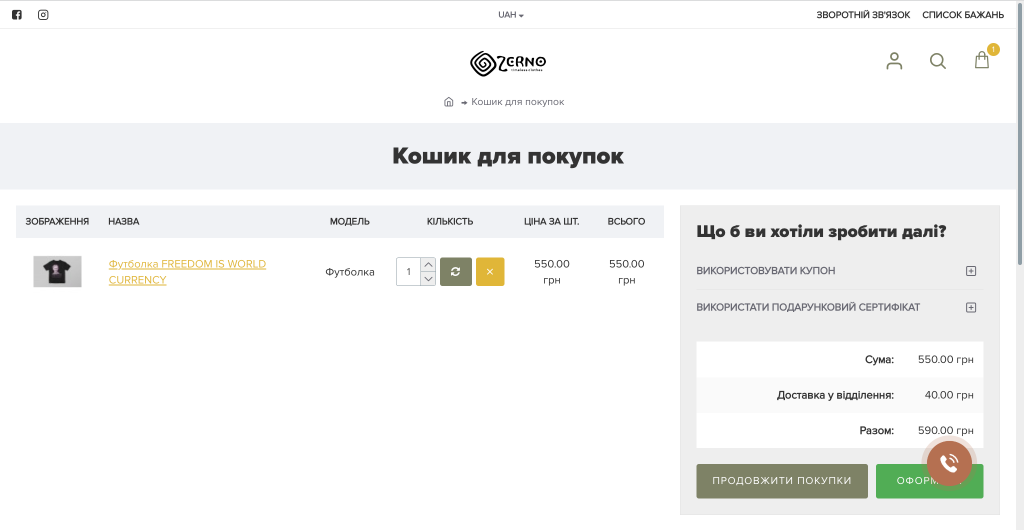 UAH
ЗВОРОТНІЙ ЗВ'ЯЗОК СПИСОК БАЖАНЬ
ZERNO
1
Кошик для покупок
Кошик для покупок
ЗОБРАЖЕННЯ НАЗВА МОДЕЛЬ КІЛЬКІСТЬ ЦІНА ЗА ШТ. ВСЬОГО
Футболка FREEDOM IS WORLD
CURRENCY
Футболка
1
550.00
грн
550.00
грн
Що б ви хотіли зробити далі?
ВИКОРИСТОВУВАТИ КУПОН
ВИКОРИСТАТИ ПОДАРУНКОВИЙ СЕРТИФІКАТ
Сума: 550.00 грн
Доставка у відділення: 40.00 грн
Разом: 590.00 грн
ПРОДОВЖИТИ ПОКУПКИ